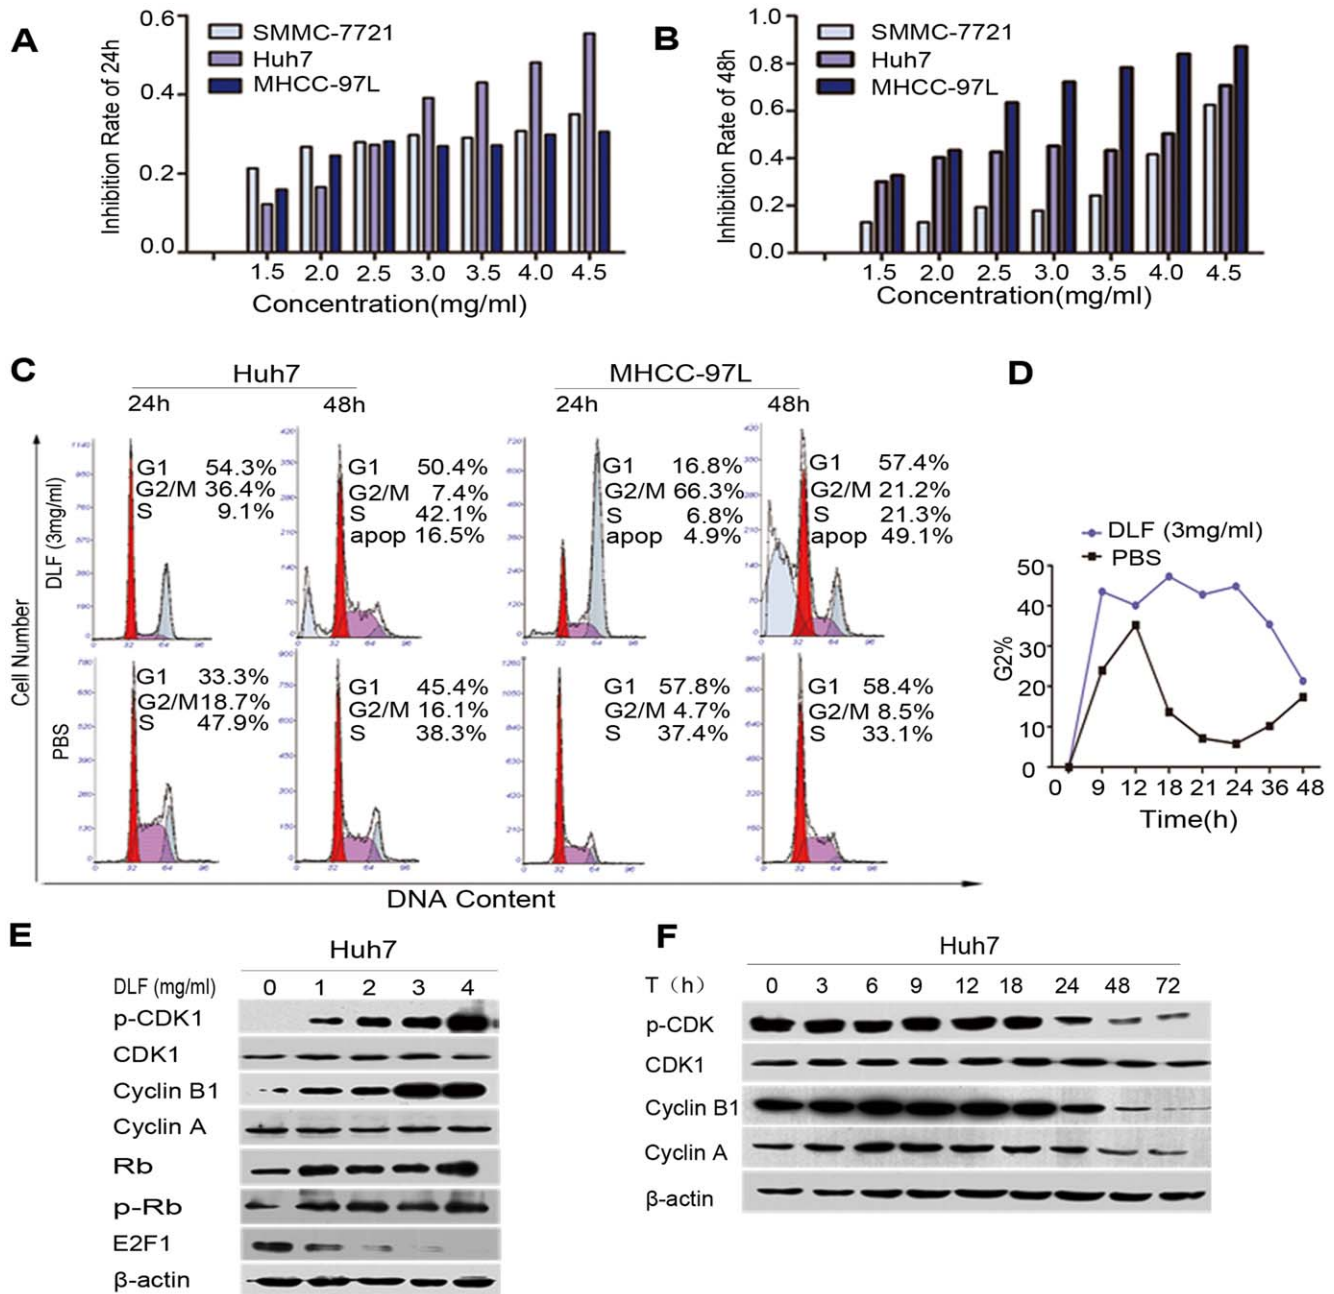 A
0.6
0.4
0.2
0.0
Inhibition Rate of 24h
SMMC-7721
Huh7
MHCC-97L
1.5 2.0 2.5 3.0 3.5 4.0 4.5
Concentration(mg/ml)
B
1.0
0.8
0.6
0.4
0.2
0.0
Inhibition Rate of 48h
SMMC-7721
Huh7
MHCC-97L
1.5 2.0 2.5 3.0 3.5 4.0 4.5
Concentration(mg/ml)
C
Huh7
MHCC-97L
24h 48h 24h 48h
Cell Number
DLF (3mg/ml)
G1 54.3%
G2/M 36.4%
S 9.1%
G1 50.4%
G2/M 7.4%
S 42.1%
apop 16.5%
G1 16.8%
G2/M 66.3%
S 6.8%
apop 4.9%
G1 57.4%
G2/M 21.2%
S 21.3%
apop 49.1%
PBS
G1 33.3%
G2/M18.7%
S 47.9%
G1 45.4%
G2/M 16.1%
S 38.3%
G1 57.8%
G2/M 4.7%
S 37.4%
G1 58.4%
G2/M 8.5%
S 33.1%
DNA Content
D
DLF (3mg/ml)
PBS
50
40
30
20
10
0
G2%
0 9 12 18 21 24 36 48
Time(h)
E
Huh7
DLF (mg/ml) 0 1 2 3 4
p-CDK1
CDK1
Cyclin B1
Cyclin A
Rb
p-Rb
E2F1
β-actin
F
Huh7
T（h） 0 3 6 9 12 18 24 48 72
p-CDK
CDK1
Cyclin B1
Cyclin A
β-actin